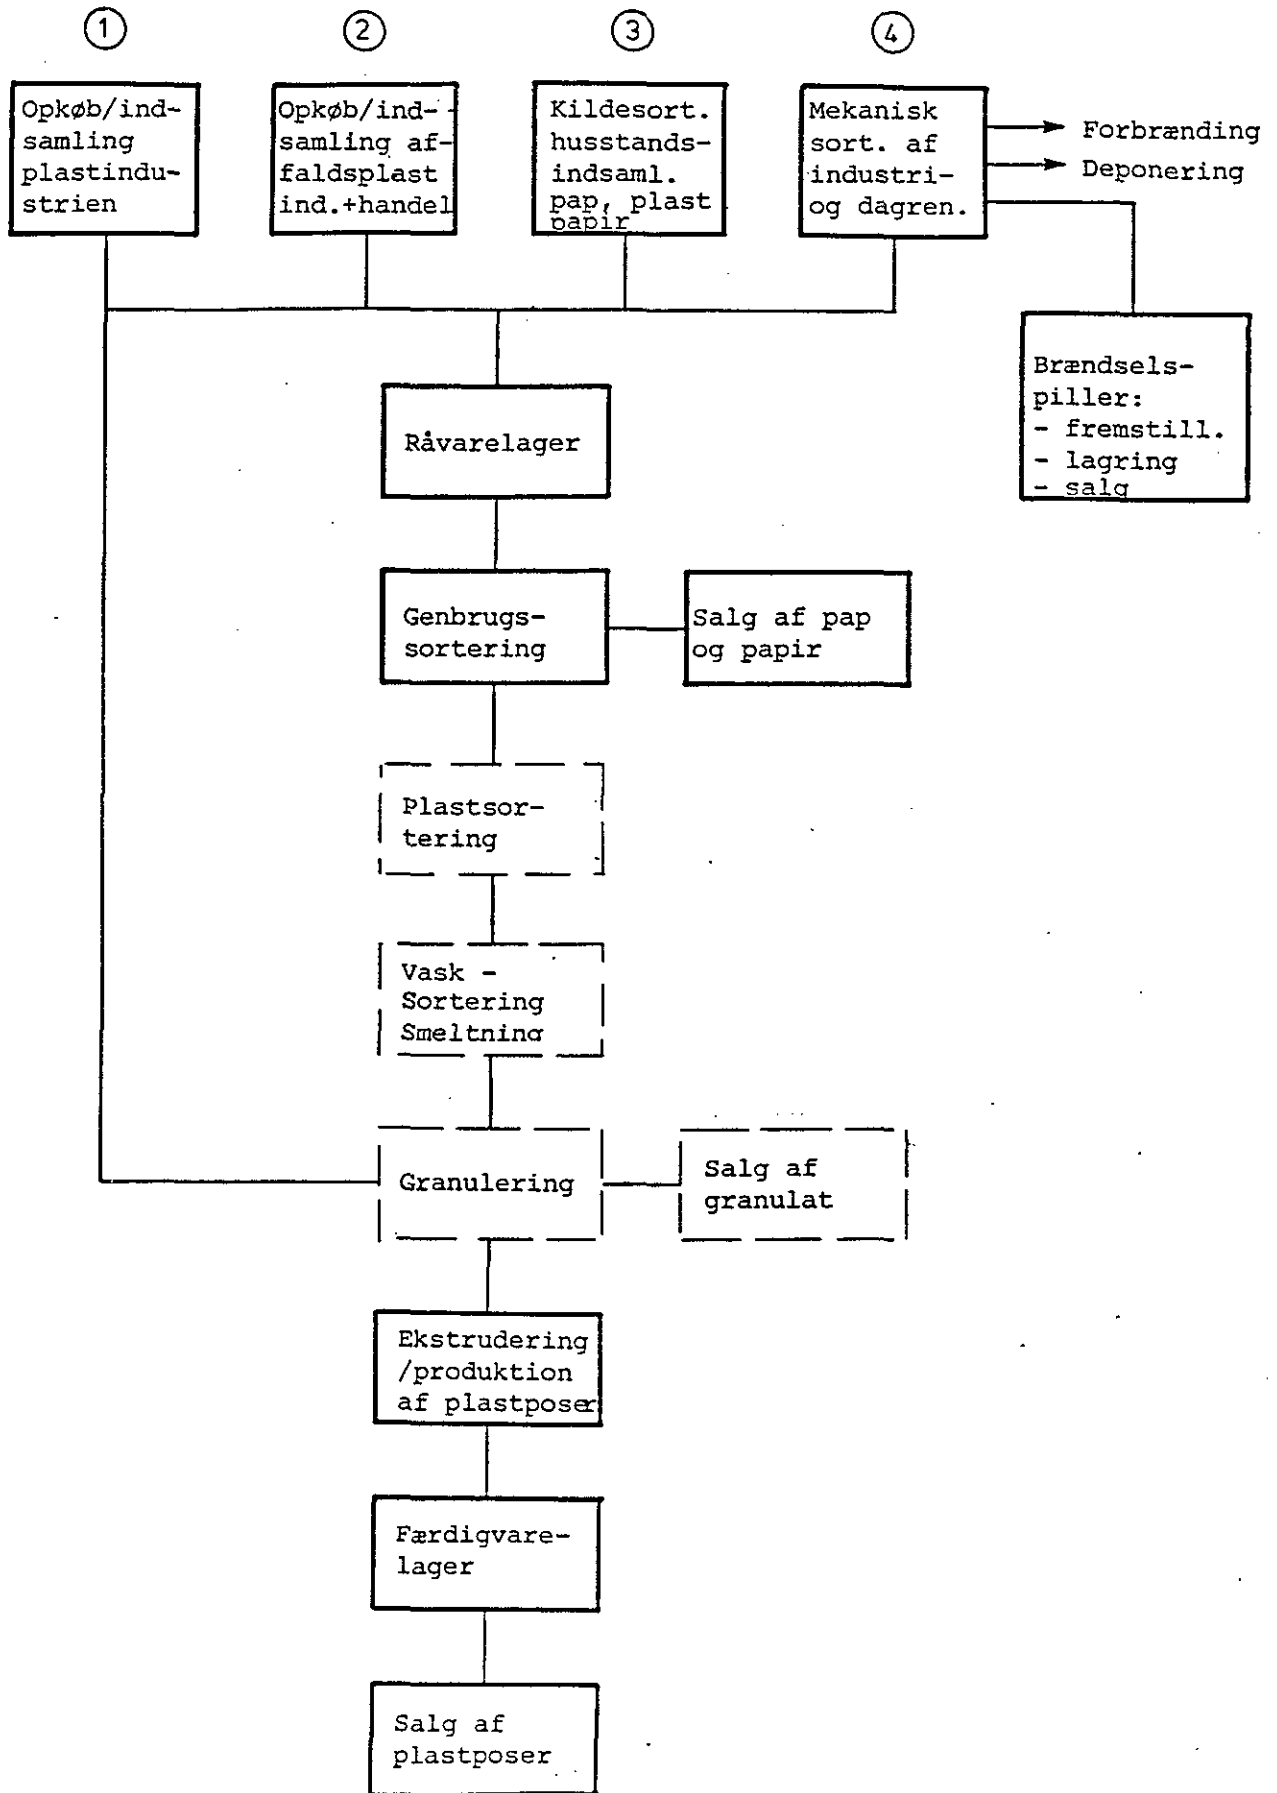 1
2
3
4
Opkøb/ind-
samling
plastindu-
strien
Opkøb/ind-
samling af-
faldsplast
ind.+handel
Kildesort.
husstands-
indsaml.
pap, plast
papir
Mekanisk
sort. af
industri-
og dagren.
Forbrænding
Deponering
Brændsels-
piller:
- fremstill.
- lagring
- salg
Råvarelager
Genbrugs-
sortering
Salg af pap
og papir
Plastsor-
tering
Vask -
Sortering
Smeltning
Granulering
Salg af
granulat
Ekstrudering
/produktion
af plastposer
Færdigvare-
lager
Salg af
plastposer